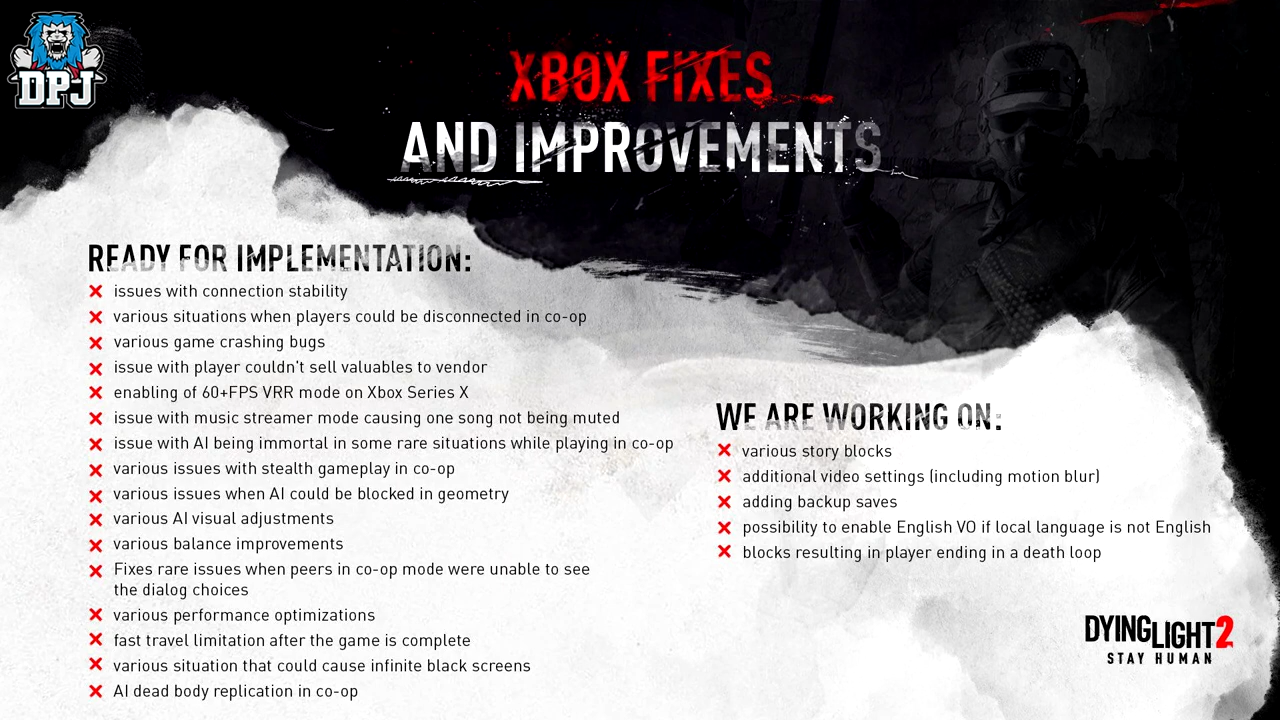 DPJ
XBOX FIXES
AND IMPROVEMENTS
READY FOR IMPLEMENTATION:
issues with connection stability
various situations when players could be disconnected in co-op
various game crashing bugs
issue with player couldn't sell valuables to vendor
enabling of 60+FPS VRR mode on Xbox Series X
issue with music streamer mode causing one song not being muted
issue with AI being immortal in some rare situations while playing in co-op
various issues with stealth gameplay in co-op
various issues when AI could be blocked in geometry
various AI visual adjustments
various balance improvements
Fixes rare issues when peers in co-op mode were unable to see
the dialog choices
various performance optimizations
fast travel limitation after the game is complete
various situation that could cause infinite black screens
AI dead body replication in co-op
WE ARE WORKING ON:
various story blocks
additional video settings (including motion blur)
adding backup saves
possibility to enable English VO if local language is not English
blocks resulting in player ending in a death loop
DYING LIGHT 2
STAY HUMAN